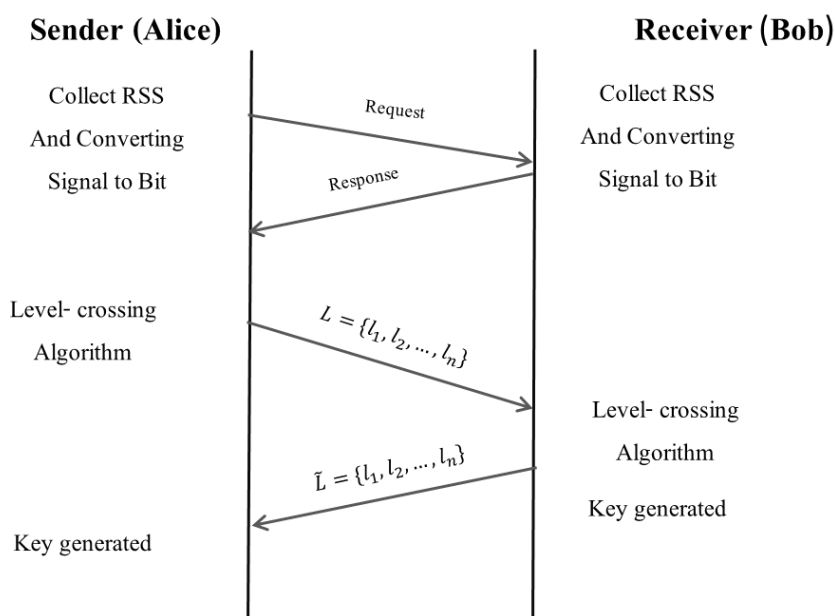 Sender (Alice)
Receiver (Bob)
Collect RSS
And Converting
Signal to Bit
Request
Response
Collect RSS
And Converting
Signal to Bit
Level- crossing
Algorithm
L = {l₁, l₂, ..., lₙ}
Level- crossing
Algorithm
L̃ = {l₁, l₂, ..., lₙ}
Key generated
Key generated